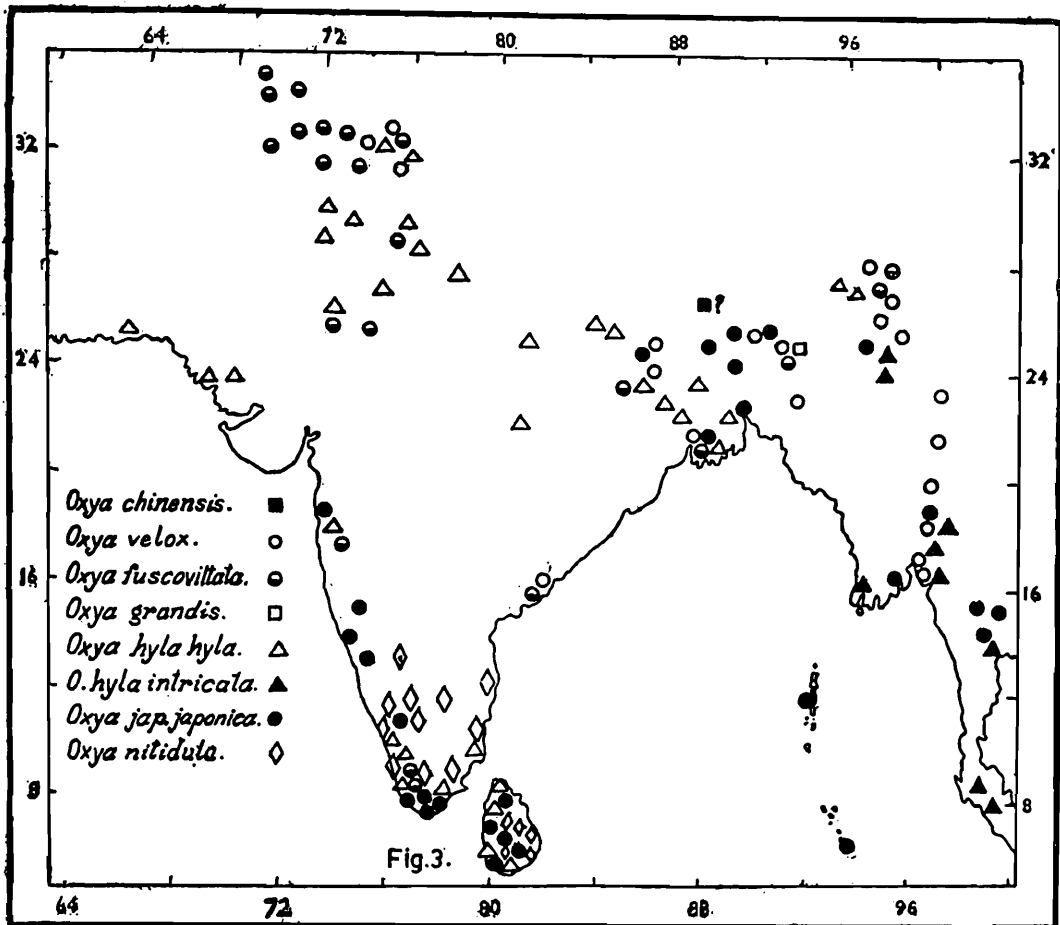 64. 72 80 88 96
32 32
24 24
Oxya chinensis. ■
Oxya velox. ○
Oxya fuscovittata. ◒
16 16
Oxya grandis. □
Oxya hyla hyla. △
O. hyla intricata. ▲
Oxya jap. japonica. ●
Oxya nitidula. ◊
8 8
Fig.3.
64 72 80 88. 96
?